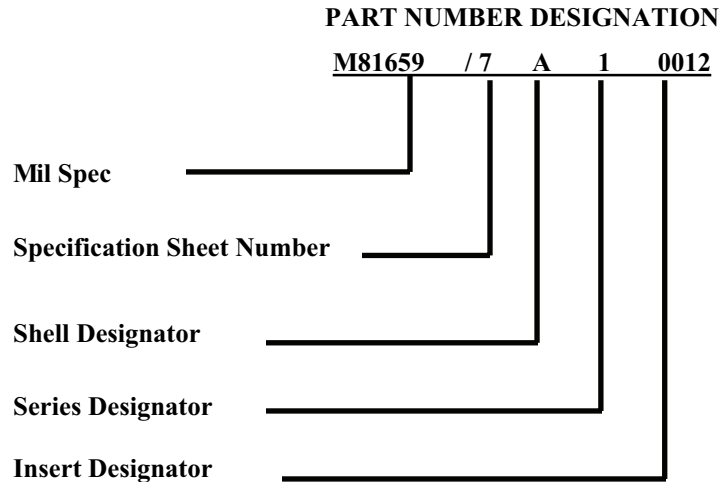 PART NUMBER DESIGNATION
M81659 / 7 A 1 0012
Mil Spec
Specification Sheet Number
Shell Designator
Series Designator
Insert Designator